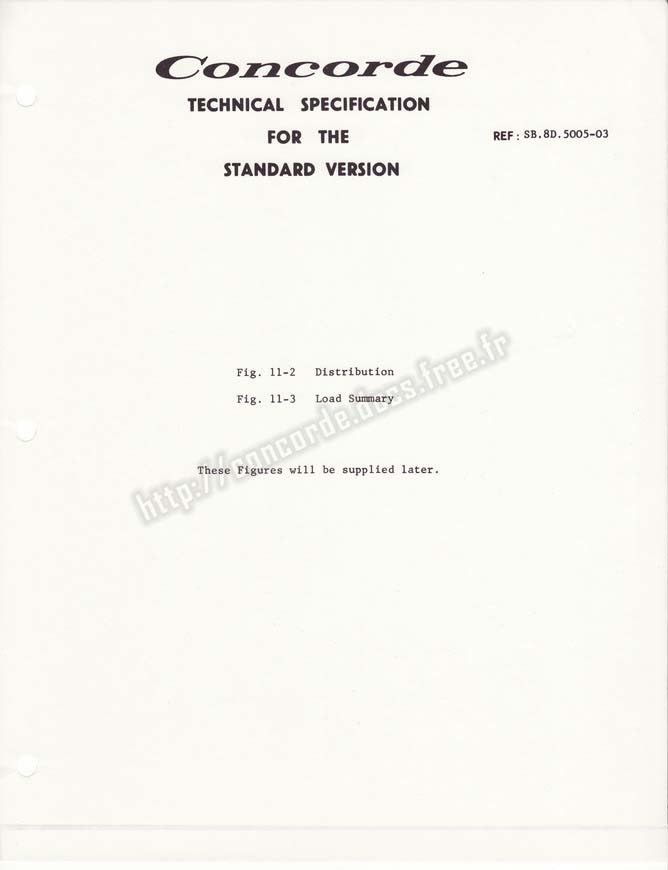 Concorde
TECHNICAL SPECIFICATION
FOR THE
STANDARD VERSION
REF: SB.8D.5005-03
Fig. 11-2 Distribution
Fig. 11-3 Load Summary
These Figures will be supplied later.
http://concorde.docs.free.fr